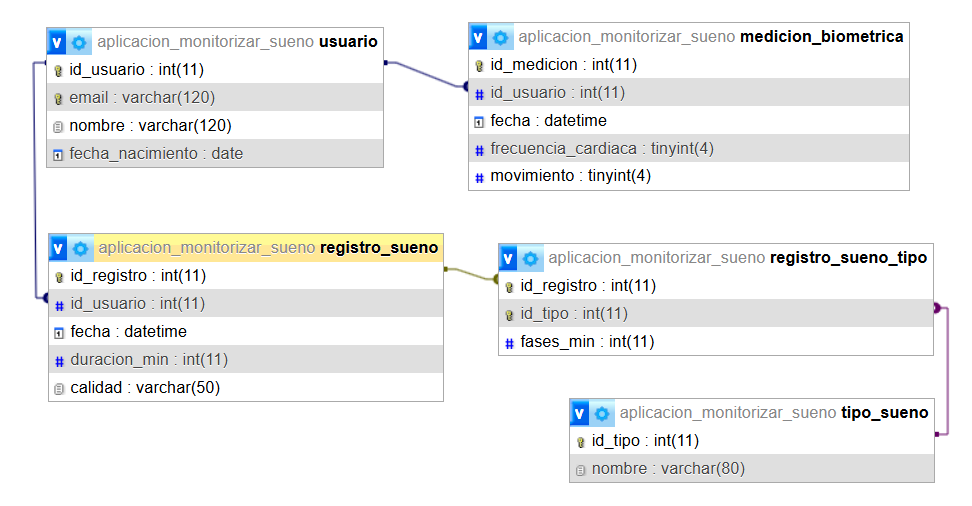 V aplicacion_monitorizar_sueno usuario
id_usuario : int(11)
email : varchar(120)
nombre : varchar(120)
fecha_nacimiento : date
V aplicacion_monitorizar_sueno medicion_biometrica
id_medicion : int(11)
# id_usuario : int(11)
fecha : datetime
# frecuencia_cardiaca : tinyint(4)
# movimiento : tinyint(4)
V aplicacion_monitorizar_sueno registro_sueno
id_registro : int(11)
# id_usuario : int(11)
fecha : datetime
# duracion_min : int(11)
calidad : varchar(50)
V aplicacion_monitorizar_sueno registro_sueno_tipo
id_registro : int(11)
id_tipo : int(11)
# fases_min : int(11)
V aplicacion_monitorizar_sueno tipo_sueno
id_tipo : int(11)
nombre : varchar(80)